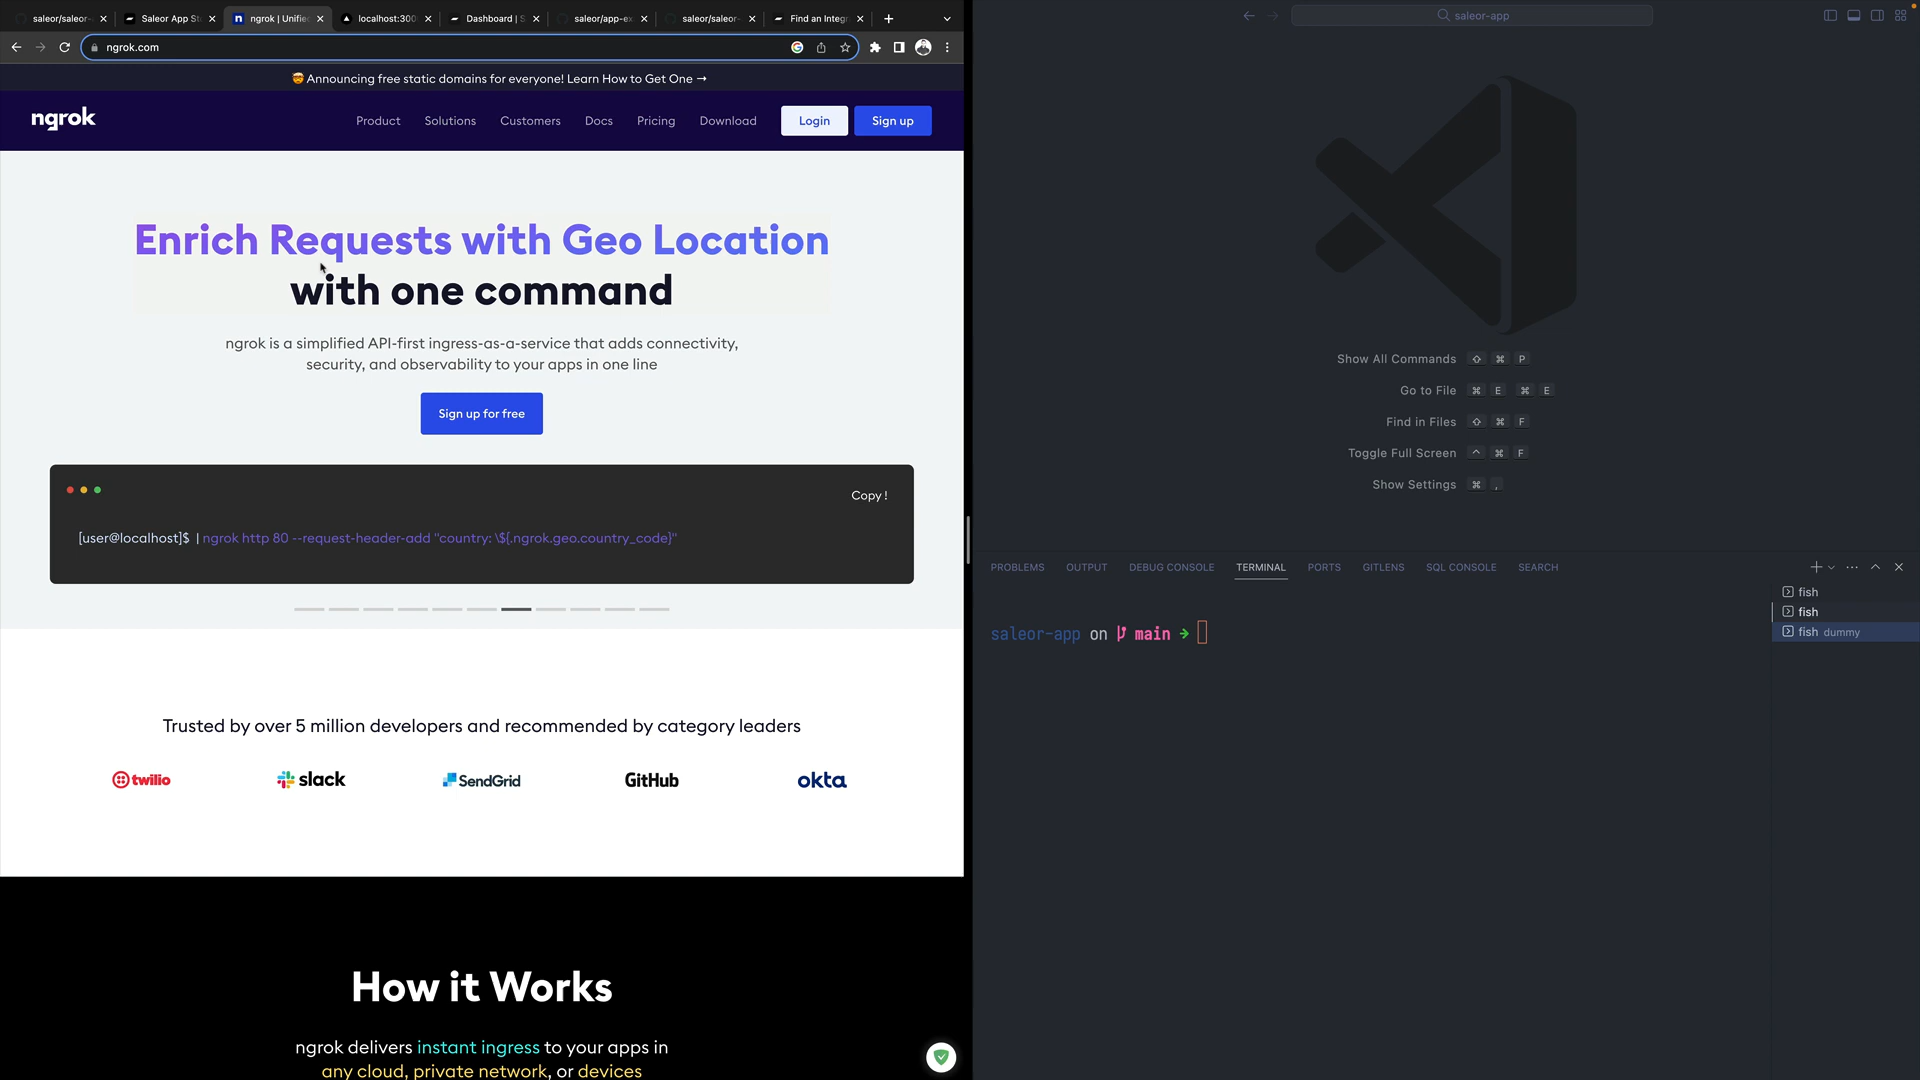 saleor/saleor-
Saleor App St
ngrok | Unifie
localhost:300
Dashboard | S
saleor/app-ex
saleor/saleor-
Find an Integr
ngrok.com
Announcing free static domains for everyone! Learn How to Get One →
ngrok
Product
Solutions
Customers
Docs
Pricing
Download
Login
Sign up
Enrich Requests with Geo Location
with one command
ngrok is a simplified API-first ingress-as-a-service that adds connectivity,
security, and observability to your apps in one line
Sign up for free
Copy !
[user@localhost]$ | ngrok http 80 --request-header-add "country: \${.ngrok.geo.country_code}"
Trusted by over 5 million developers and recommended by category leaders
twilio
slack
SendGrid
GitHub
okta
How it Works
ngrok delivers instant ingress to your apps in
any cloud, private network, or devices
saleor-app
Show All Commands ⇧ ⌘ P
Go to File ⌘ E ⌘ E
Find in Files ⇧ ⌘ F
Toggle Full Screen ^ ⌘ F
Show Settings ⌘ ,
PROBLEMS
OUTPUT
DEBUG CONSOLE
TERMINAL
PORTS
GITLENS
SQL CONSOLE
SEARCH
saleor-app on main →
fish
fish
fish dummy